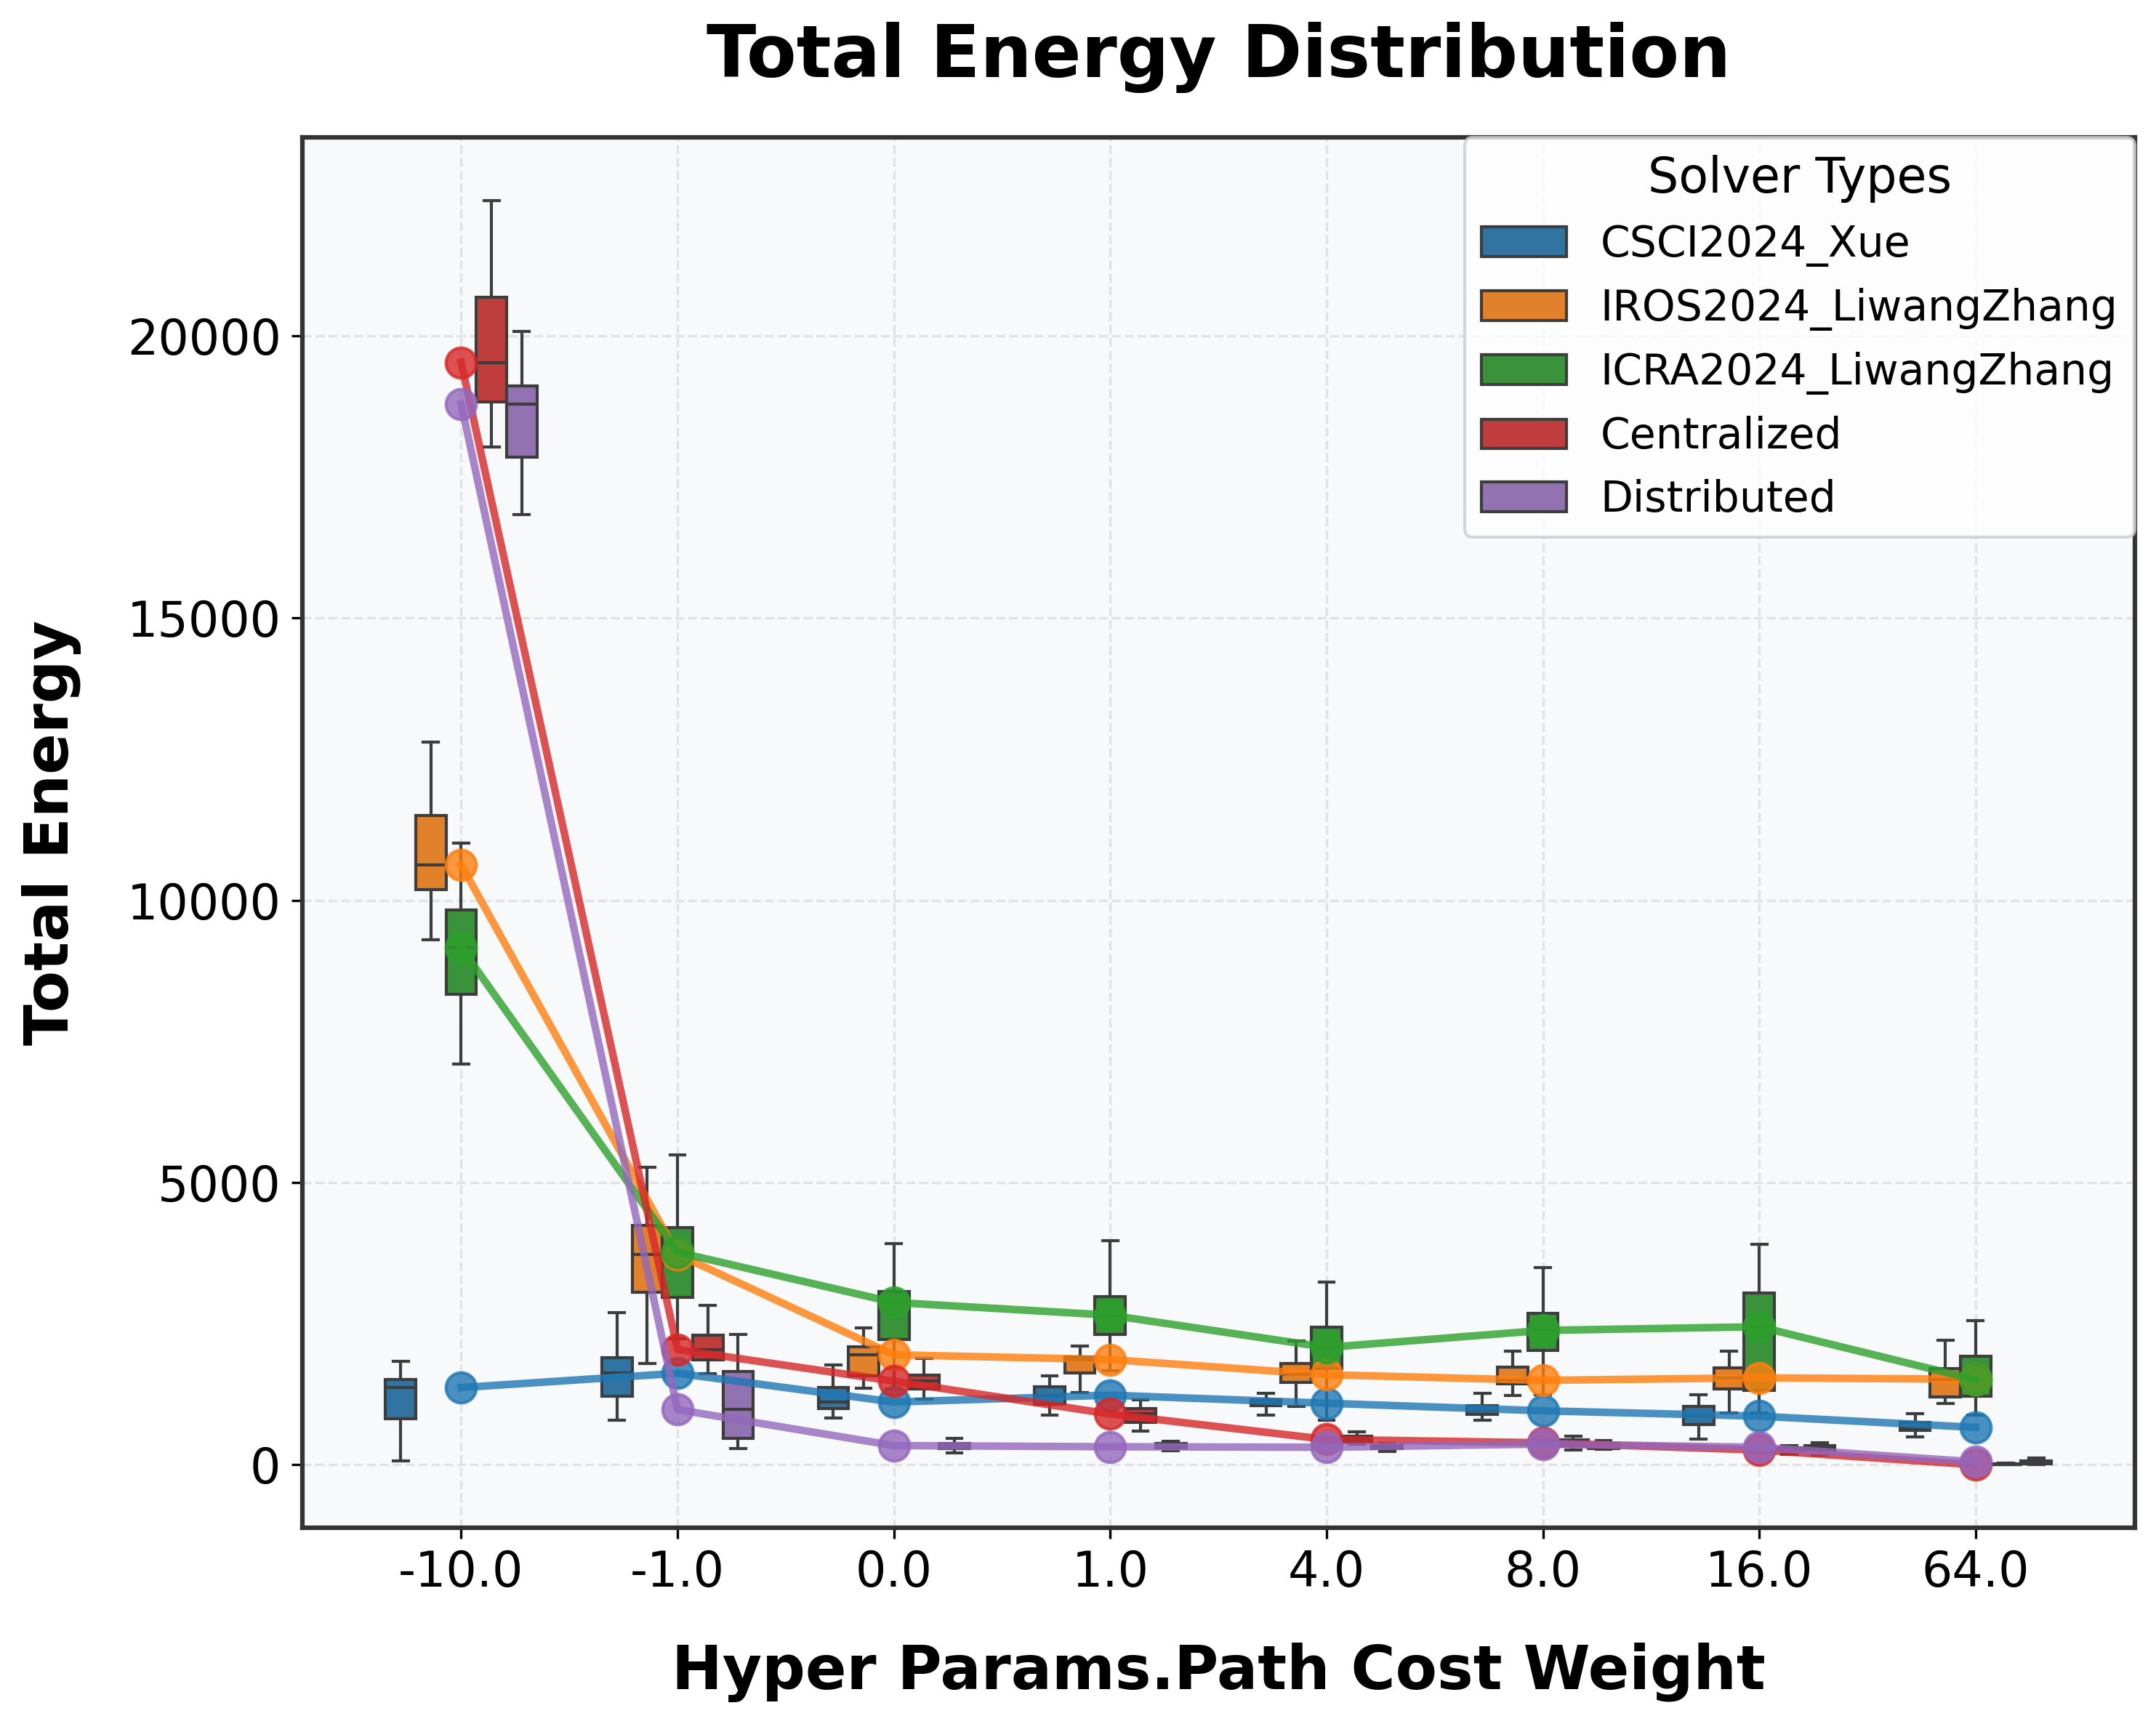 Total Energy Distribution
Solver Types
CSCI2024_Xue
IROS2024_LiwangZhang
ICRA2024_LiwangZhang
Centralized
Distributed
Total Energy
20000
15000
10000
5000
0
-10.0 -1.0 0.0 1.0 4.0 8.0 16.0 64.0
Hyper Params.Path Cost Weight